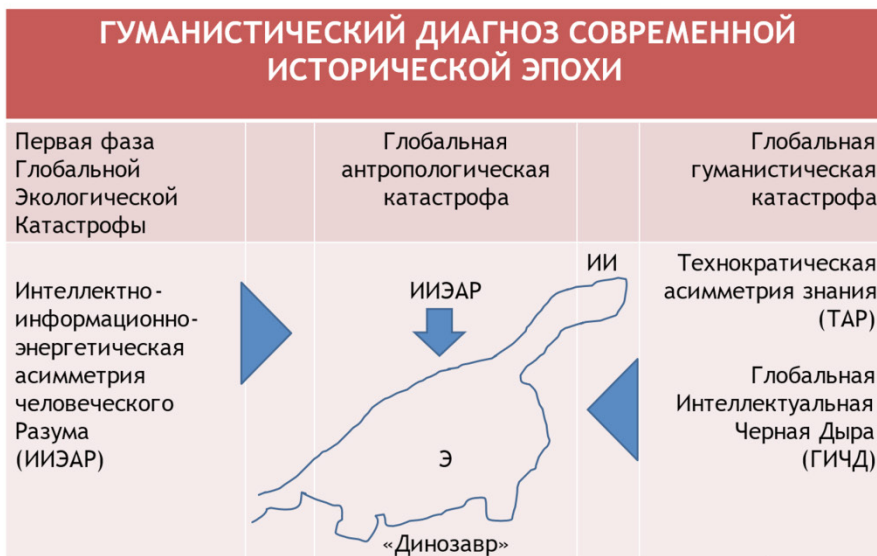 ГУМАНИСТИЧЕСКИЙ ДИАГНОЗ СОВРЕМЕННОЙ
ИСТОРИЧЕСКОЙ ЭПОХИ
Первая фаза
Глобальной
Экологической
Катастрофы
Глобальная
антропологическая
катастрофа
Глобальная
гуманистическая
катастрофа
Интеллектно-
информационно-
энергетическая
асимметрия
человеческого
Разума
(ИИЭАР)
ИИЭАР
ИИ
Э
«Динозавр»
Технократическая
асимметрия знания
(ТАР)
Глобальная
Интеллектуальная
Черная Дыра
(ГИЧД)